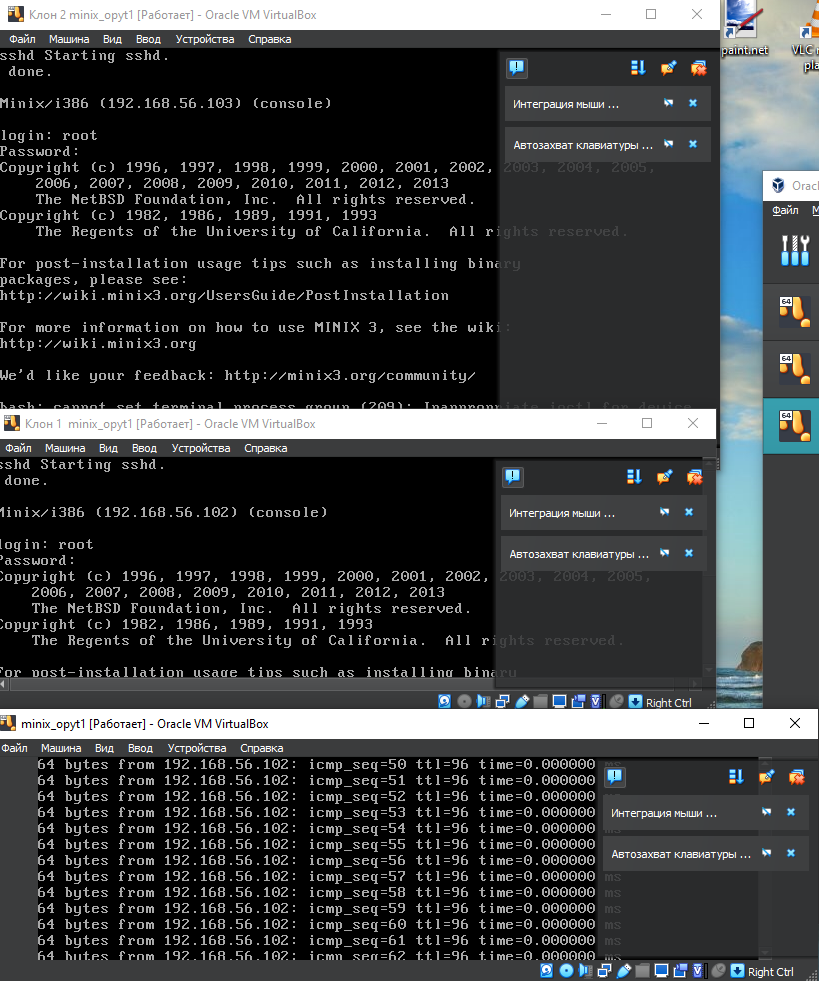 Клон 2 minix_opyt1 [Работает] - Oracle VM VirtualBox
Файл Машина Вид Ввод Устройства Справка
sshd Starting sshd.
done.
Minix/i386 (192.168.56.103) (console)
login: root
Password:
Copyright (c) 1996, 1997, 1998, 1999, 2000, 2001, 2002, 2003, 2004, 2005,
2006, 2007, 2008, 2009, 2010, 2011, 2012, 2013
The NetBSD Foundation, Inc. All rights reserved.
Copyright (c) 1982, 1986, 1989, 1991, 1993
The Regents of the University of California. All rights reserved.
For post-installation usage tips such as installing binary
packages, please see:
http://wiki.minix3.org/UsersGuide/PostInstallation
For more information on how to use MINIX 3, see the wiki:
http://wiki.minix3.org
We'd like your feedback: http://minix3.org/community/
bash: cannot set terminal process group (209): Inappropriate ioctl for device
Интеграция мыши ...
Автозахват клавиатуры ...
paint.net
VLC
Oracl
Файл
64
64
64
Клон 1 minix_opyt1 [Работает] - Oracle VM VirtualBox
Файл Машина Вид Ввод Устройства Справка
sshd Starting sshd.
done.
Minix/i386 (192.168.56.102) (console)
login: root
Password:
Copyright (c) 1996, 1997, 1998, 1999, 2000, 2001, 2002, 2003, 2004, 2005,
2006, 2007, 2008, 2009, 2010, 2011, 2012, 2013
The NetBSD Foundation, Inc. All rights reserved.
Copyright (c) 1982, 1986, 1989, 1991, 1993
The Regents of the University of California. All rights reserved.
For post-installation usage tips such as installing binary
Интеграция мыши ...
Автозахват клавиатуры ...
Right Ctrl
minix_opyt1 [Работает] - Oracle VM VirtualBox
Файл Машина Вид Ввод Устройства Справка
64 bytes from 192.168.56.102: icmp_seq=50 ttl=96 time=0.000000 ms
64 bytes from 192.168.56.102: icmp_seq=51 ttl=96 time=0.000000
64 bytes from 192.168.56.102: icmp_seq=52 ttl=96 time=0.000000
64 bytes from 192.168.56.102: icmp_seq=53 ttl=96 time=0.000000
64 bytes from 192.168.56.102: icmp_seq=54 ttl=96 time=0.000000 ms
64 bytes from 192.168.56.102: icmp_seq=55 ttl=96 time=0.000000
64 bytes from 192.168.56.102: icmp_seq=56 ttl=96 time=0.000000
64 bytes from 192.168.56.102: icmp_seq=57 ttl=96 time=0.000000 ms
64 bytes from 192.168.56.102: icmp_seq=58 ttl=96 time=0.000000 ms
64 bytes from 192.168.56.102: icmp_seq=59 ttl=96 time=0.000000 ms
64 bytes from 192.168.56.102: icmp_seq=60 ttl=96 time=0.000000 ms
64 bytes from 192.168.56.102: icmp_seq=61 ttl=96 time=0.000000 ms
64 bytes from 192.168.56.102: icmp_seq=62 ttl=96 time=0.000000 ms
Интеграция мыши ...
Автозахват клавиатуры ...
Right Ctrl